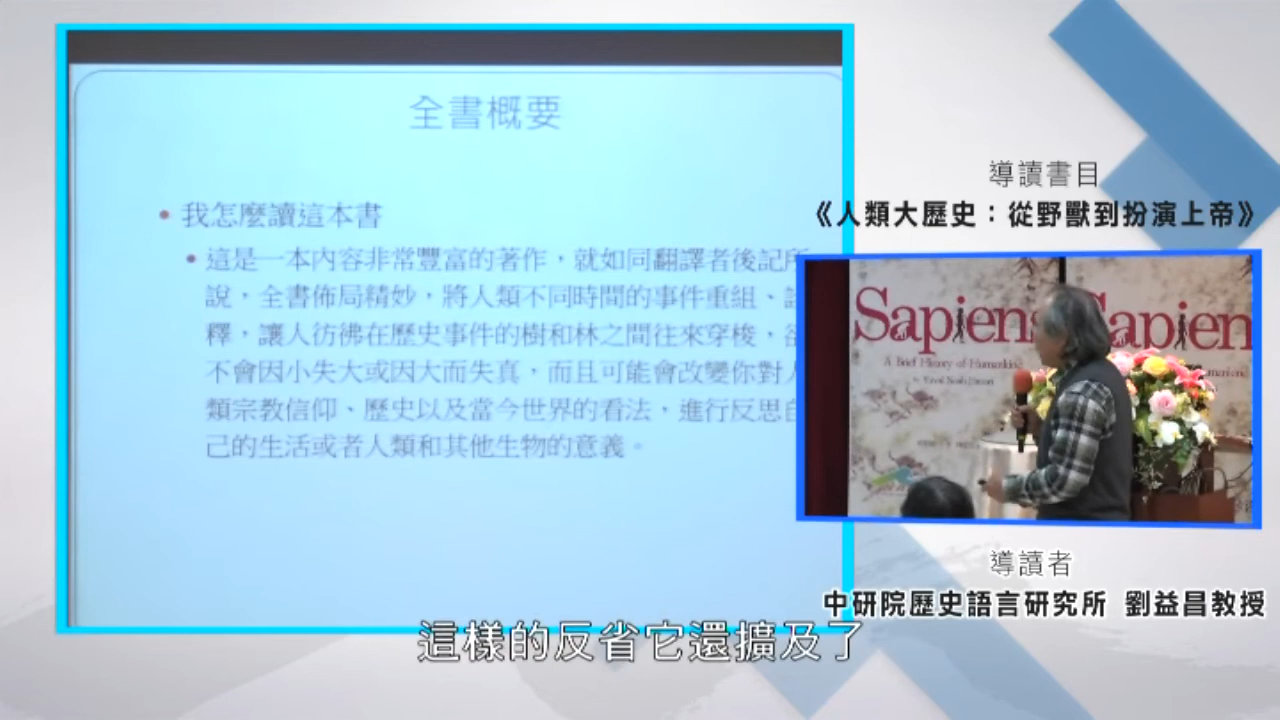 全書概要
我怎麼讀這本書
這是一本內容非常豐富的著作，就如同翻譯者後記所
說，全書佈局精妙，將人類不同時間的事件重組、
釋，讓人彷彿在歷史事件的樹和林之間往來穿梭，
不會因小失大或因大而失真，而且可能會改變你對人
類宗教信仰、歷史以及當今世界的看法，進行反思自
己的生活或者人類和其他生物的意義。
導讀書目
《人類大歷史：從野獸到扮演上帝》
Sapiens
A Brief History of Humankind
Yuval Noah Harari
Sapien
導讀者
中研院歷史語言研究所 劉益昌教授
這樣的反省它還擴及了